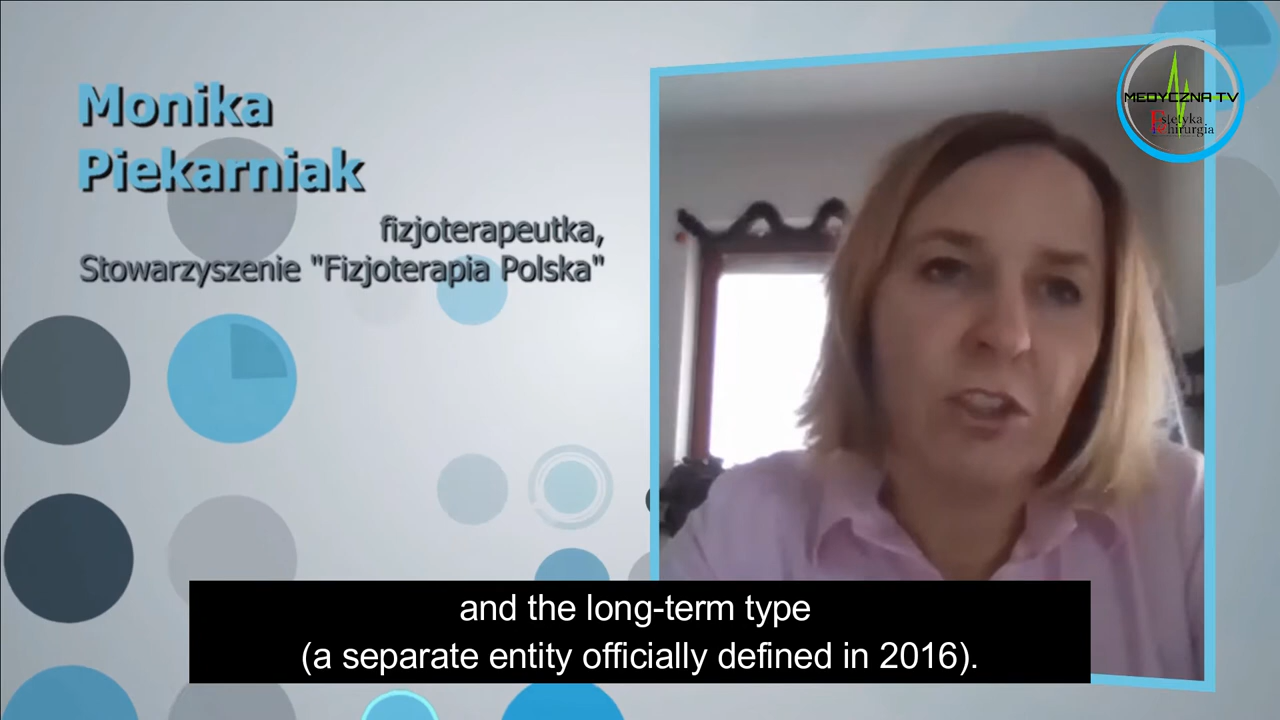 Monika
Piekarniak
fizjoterapeutka,
Stowarzyszenie "Fizjoterapia Polska"
MEDYCZNA TV
Estetyka
Chirurgia
and the long-term type
(a separate entity officially defined in 2016).